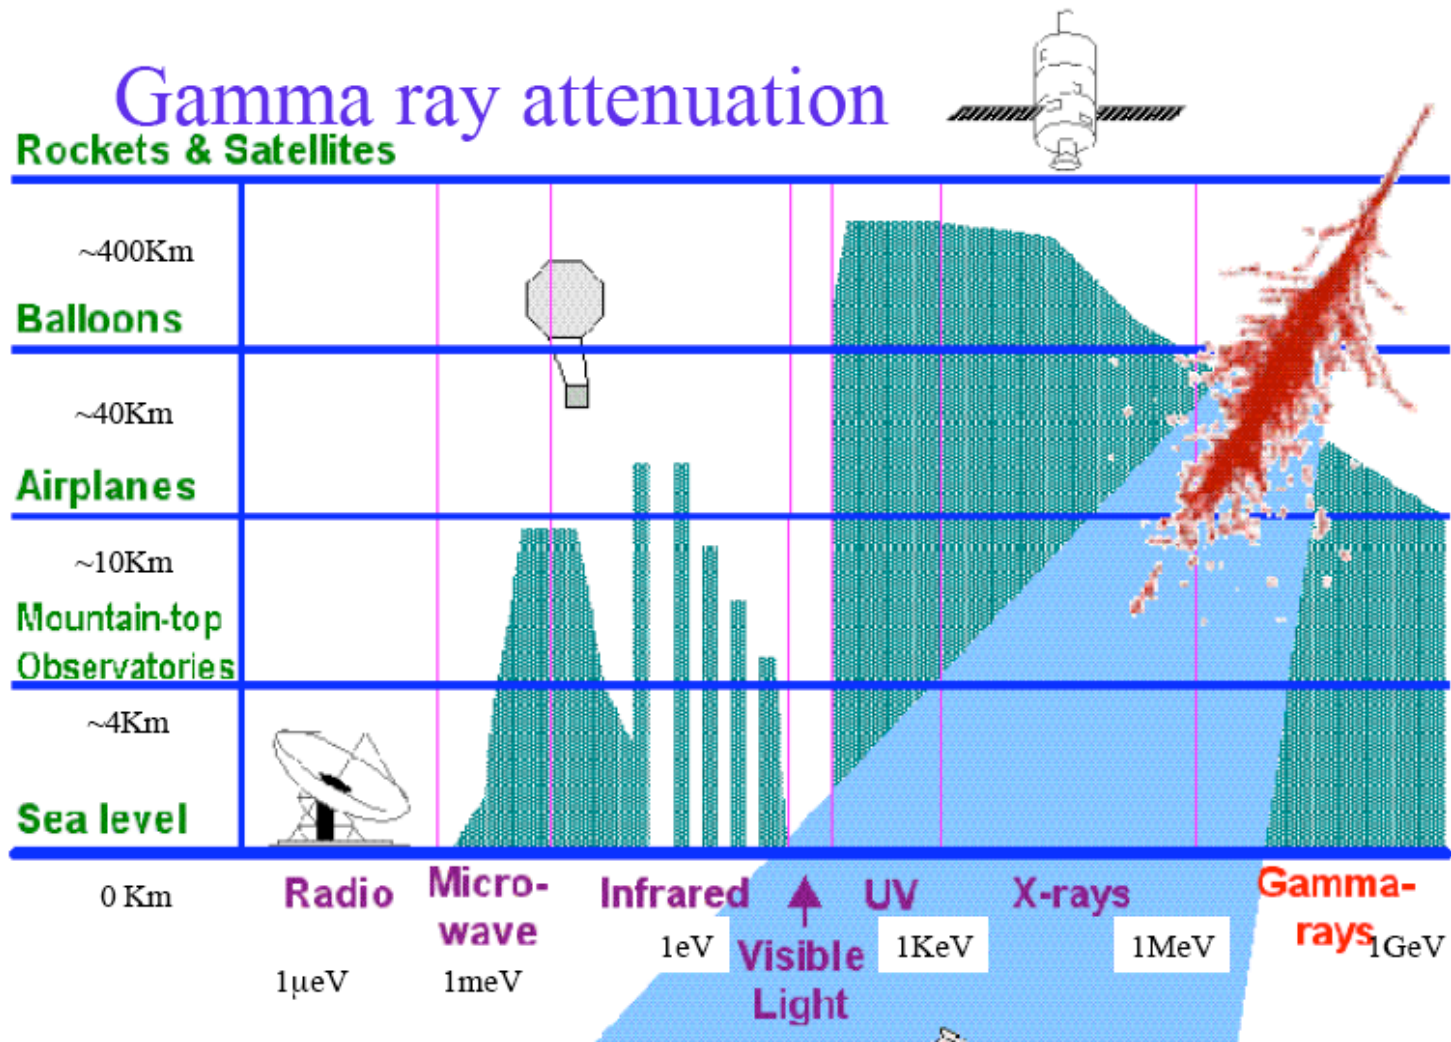 Gamma ray attenuation
Rockets & Satellites
~400Km
Balloons
~40Km
Airplanes
~10Km
Mountain-top
Observatories
~4Km
Sea level
0 Km
Radio
Micro-
wave
Infrared
Visible
Light
UV
X-rays
Gamma-
rays
1μeV
1meV
1eV
1KeV
1MeV
1GeV